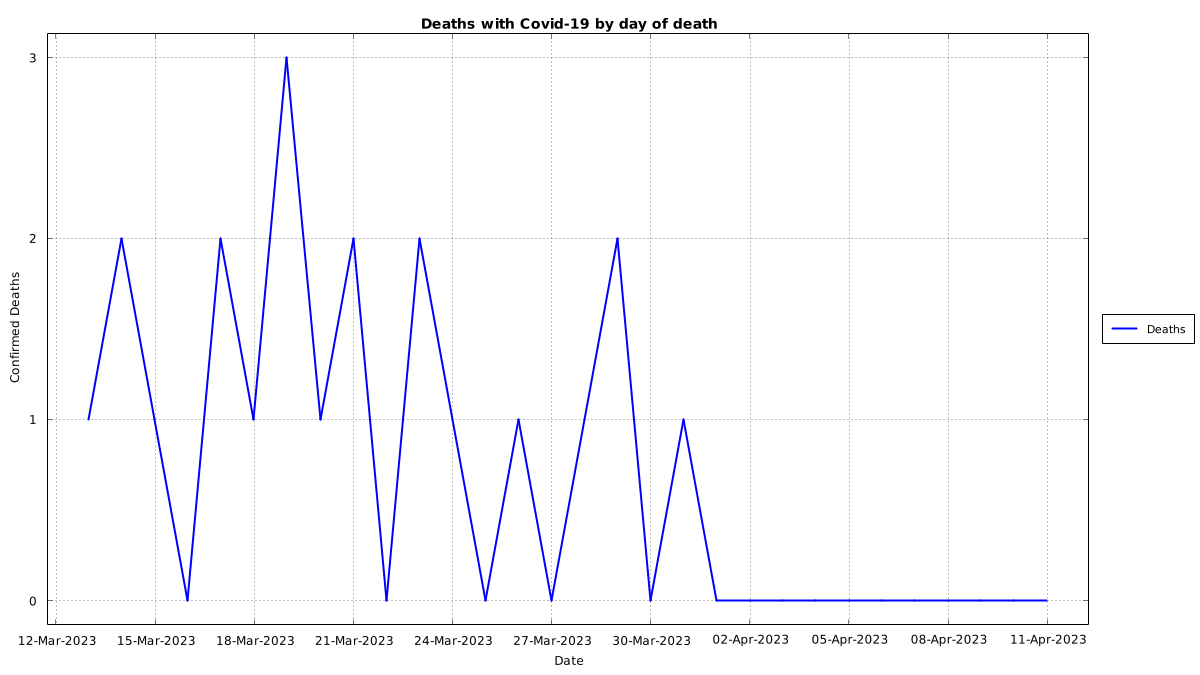 Deaths with Covid-19 by day of death
3
2
1
0
Confirmed Deaths
12-Mar-2023 15-Mar-2023 18-Mar-2023 21-Mar-2023 24-Mar-2023 27-Mar-2023 30-Mar-2023 02-Apr-2023 05-Apr-2023 08-Apr-2023 11-Apr-2023
Date
Deaths